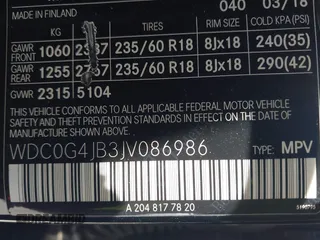 MADE IN FINLAND 040 03/18
KG TIRES RIM SIZE COLD KPA(PSI)
GAWR FRONT 1060 2337 235/60 R18 8Jx18 240(35)
GAWR REAR 1255 2767 235/60 R18 8Jx18 290(42)
GVWR 2315 5104
THIS VEHICLE CONFORMS TO ALL APPLICABLE FEDERAL MOTOR
VEHICLE SAFETY, BUMPER, AND THEFT PREVENTION STANDARDS IN EFFECT
ON THE DATE OF MANUFACTURE SHOWN ABOVE.
WDC0G4JB3JV086986 TYPE: MPV
A 204 817 78 20